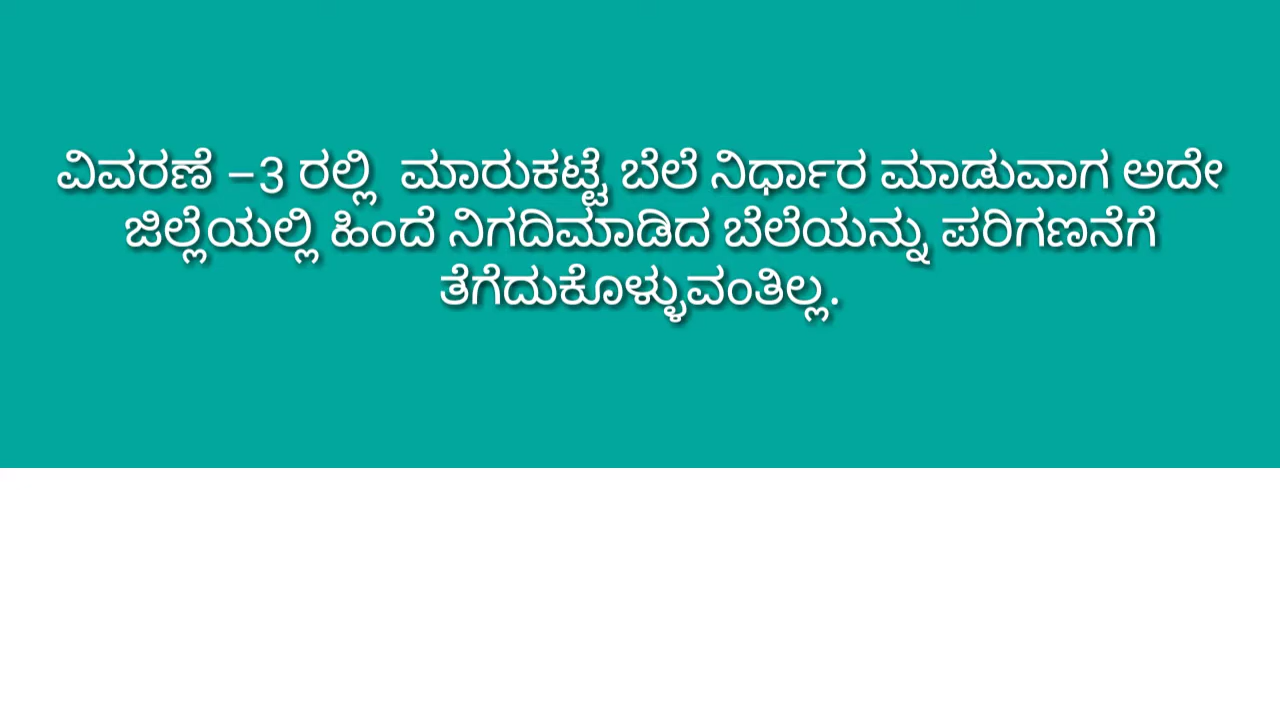 ವಿವರಣೆ –3 ರಲ್ಲಿ  ಮಾರುಕಟ್ಟೆ ಬೆಲೆ ನಿರ್ಧಾರ ಮಾಡುವಾಗ ಅದೇ
ಜಿಲ್ಲೆಯಲ್ಲಿ ಹಿಂದೆ ನಿಗದಿಮಾಡಿದ ಬೆಲೆಯನ್ನು ಪರಿಗಣನೆಗೆ
ತೆಗೆದುಕೊಳ್ಳುವಂತಿಲ್ಲ.